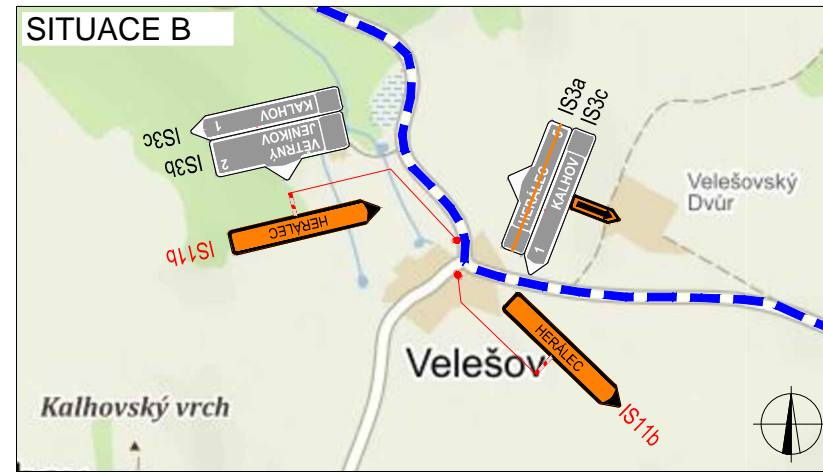 SITUACE B
IS3c
KALHOV
1
IS3b
VĚTRNÝ
JENÍKOV
2
IS3a
IS3c
HERÁLEC
5
KALHOV
1
Velešovský
Dvůr
HERÁLEC
IS11b
HERÁLEC
IS11b
Velešov
Kalhovský vrch